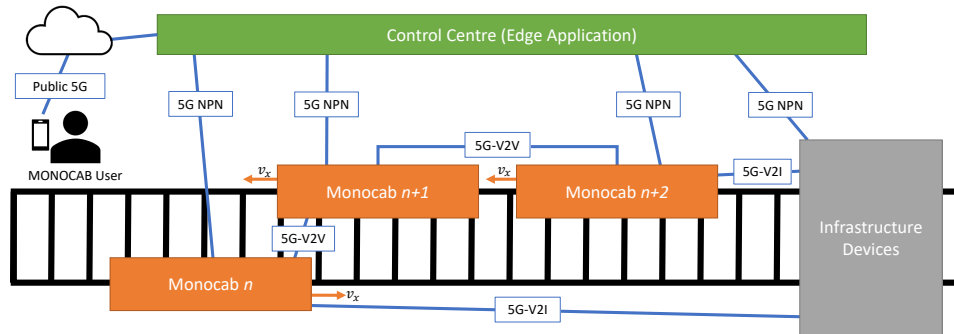 Control Centre (Edge Application)
Public 5G
5G NPN
5G NPN
5G NPN
5G NPN
MONOCAB User
5G-V2V
5G-V2I
vₓ
Monocab n+1
vₓ
Monocab n+2
5G-V2V
Infrastructure
Devices
Monocab n
vₓ
5G-V2I